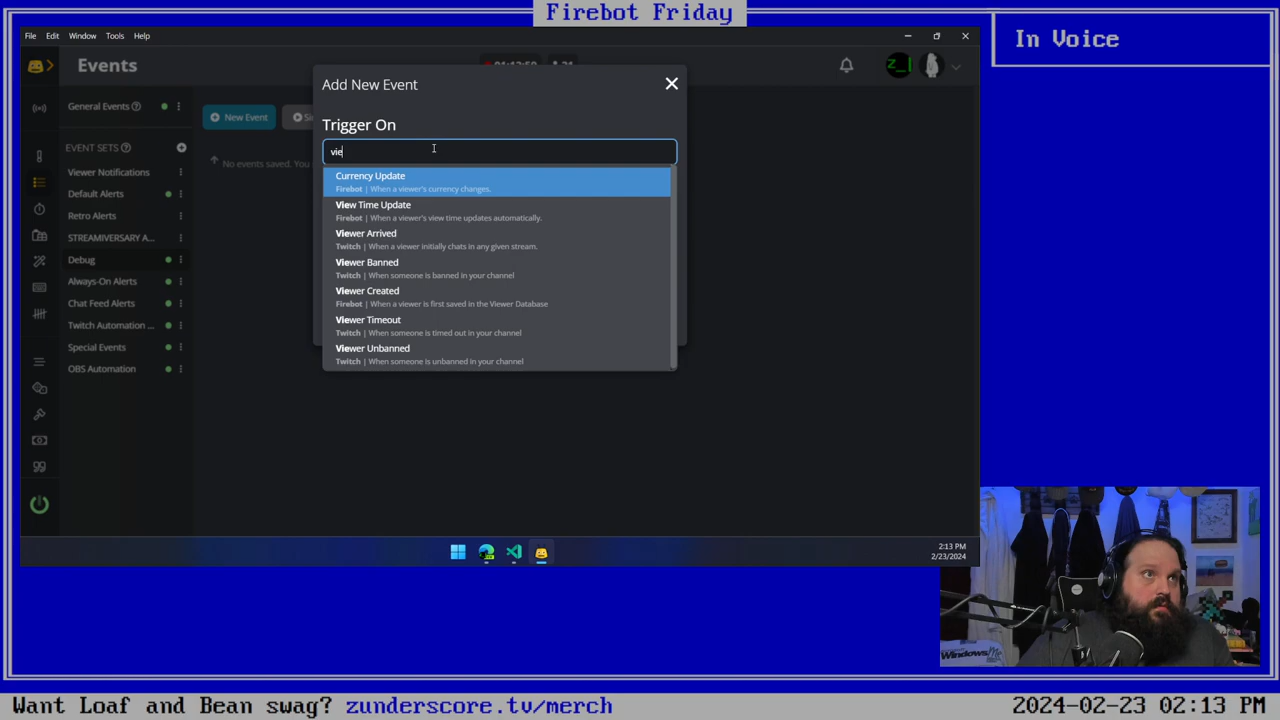 Firebot Friday
In Voice
File Edit Window Tools Help
Events
Add New Event
General Events
New Event
Trigger On
vie
EVENT SETS
No events saved. You
Viewer Notifications
Default Alerts
Retro Alerts
STREAMIVERSARY A...
Debug
Always-On Alerts
Chat Feed Alerts
Twitch Automation ...
Special Events
OBS Automation
Currency Update
Firebot | When a viewer's currency changes.
View Time Update
Firebot | When a viewer's view time updates automatically.
Viewer Arrived
Twitch | When a viewer initially chats in any given stream.
Viewer Banned
Twitch | When someone is banned in your channel
Viewer Created
Firebot | When a viewer is first saved in the Viewer Database
Viewer Timeout
Twitch | When someone is timed out in your channel
Viewer Unbanned
Twitch | When someone is unbanned in your channel
2:13 PM
2/23/2024
Want Loaf and Bean swag? zunderscore.tv/merch
2024-02-23 02:13 PM